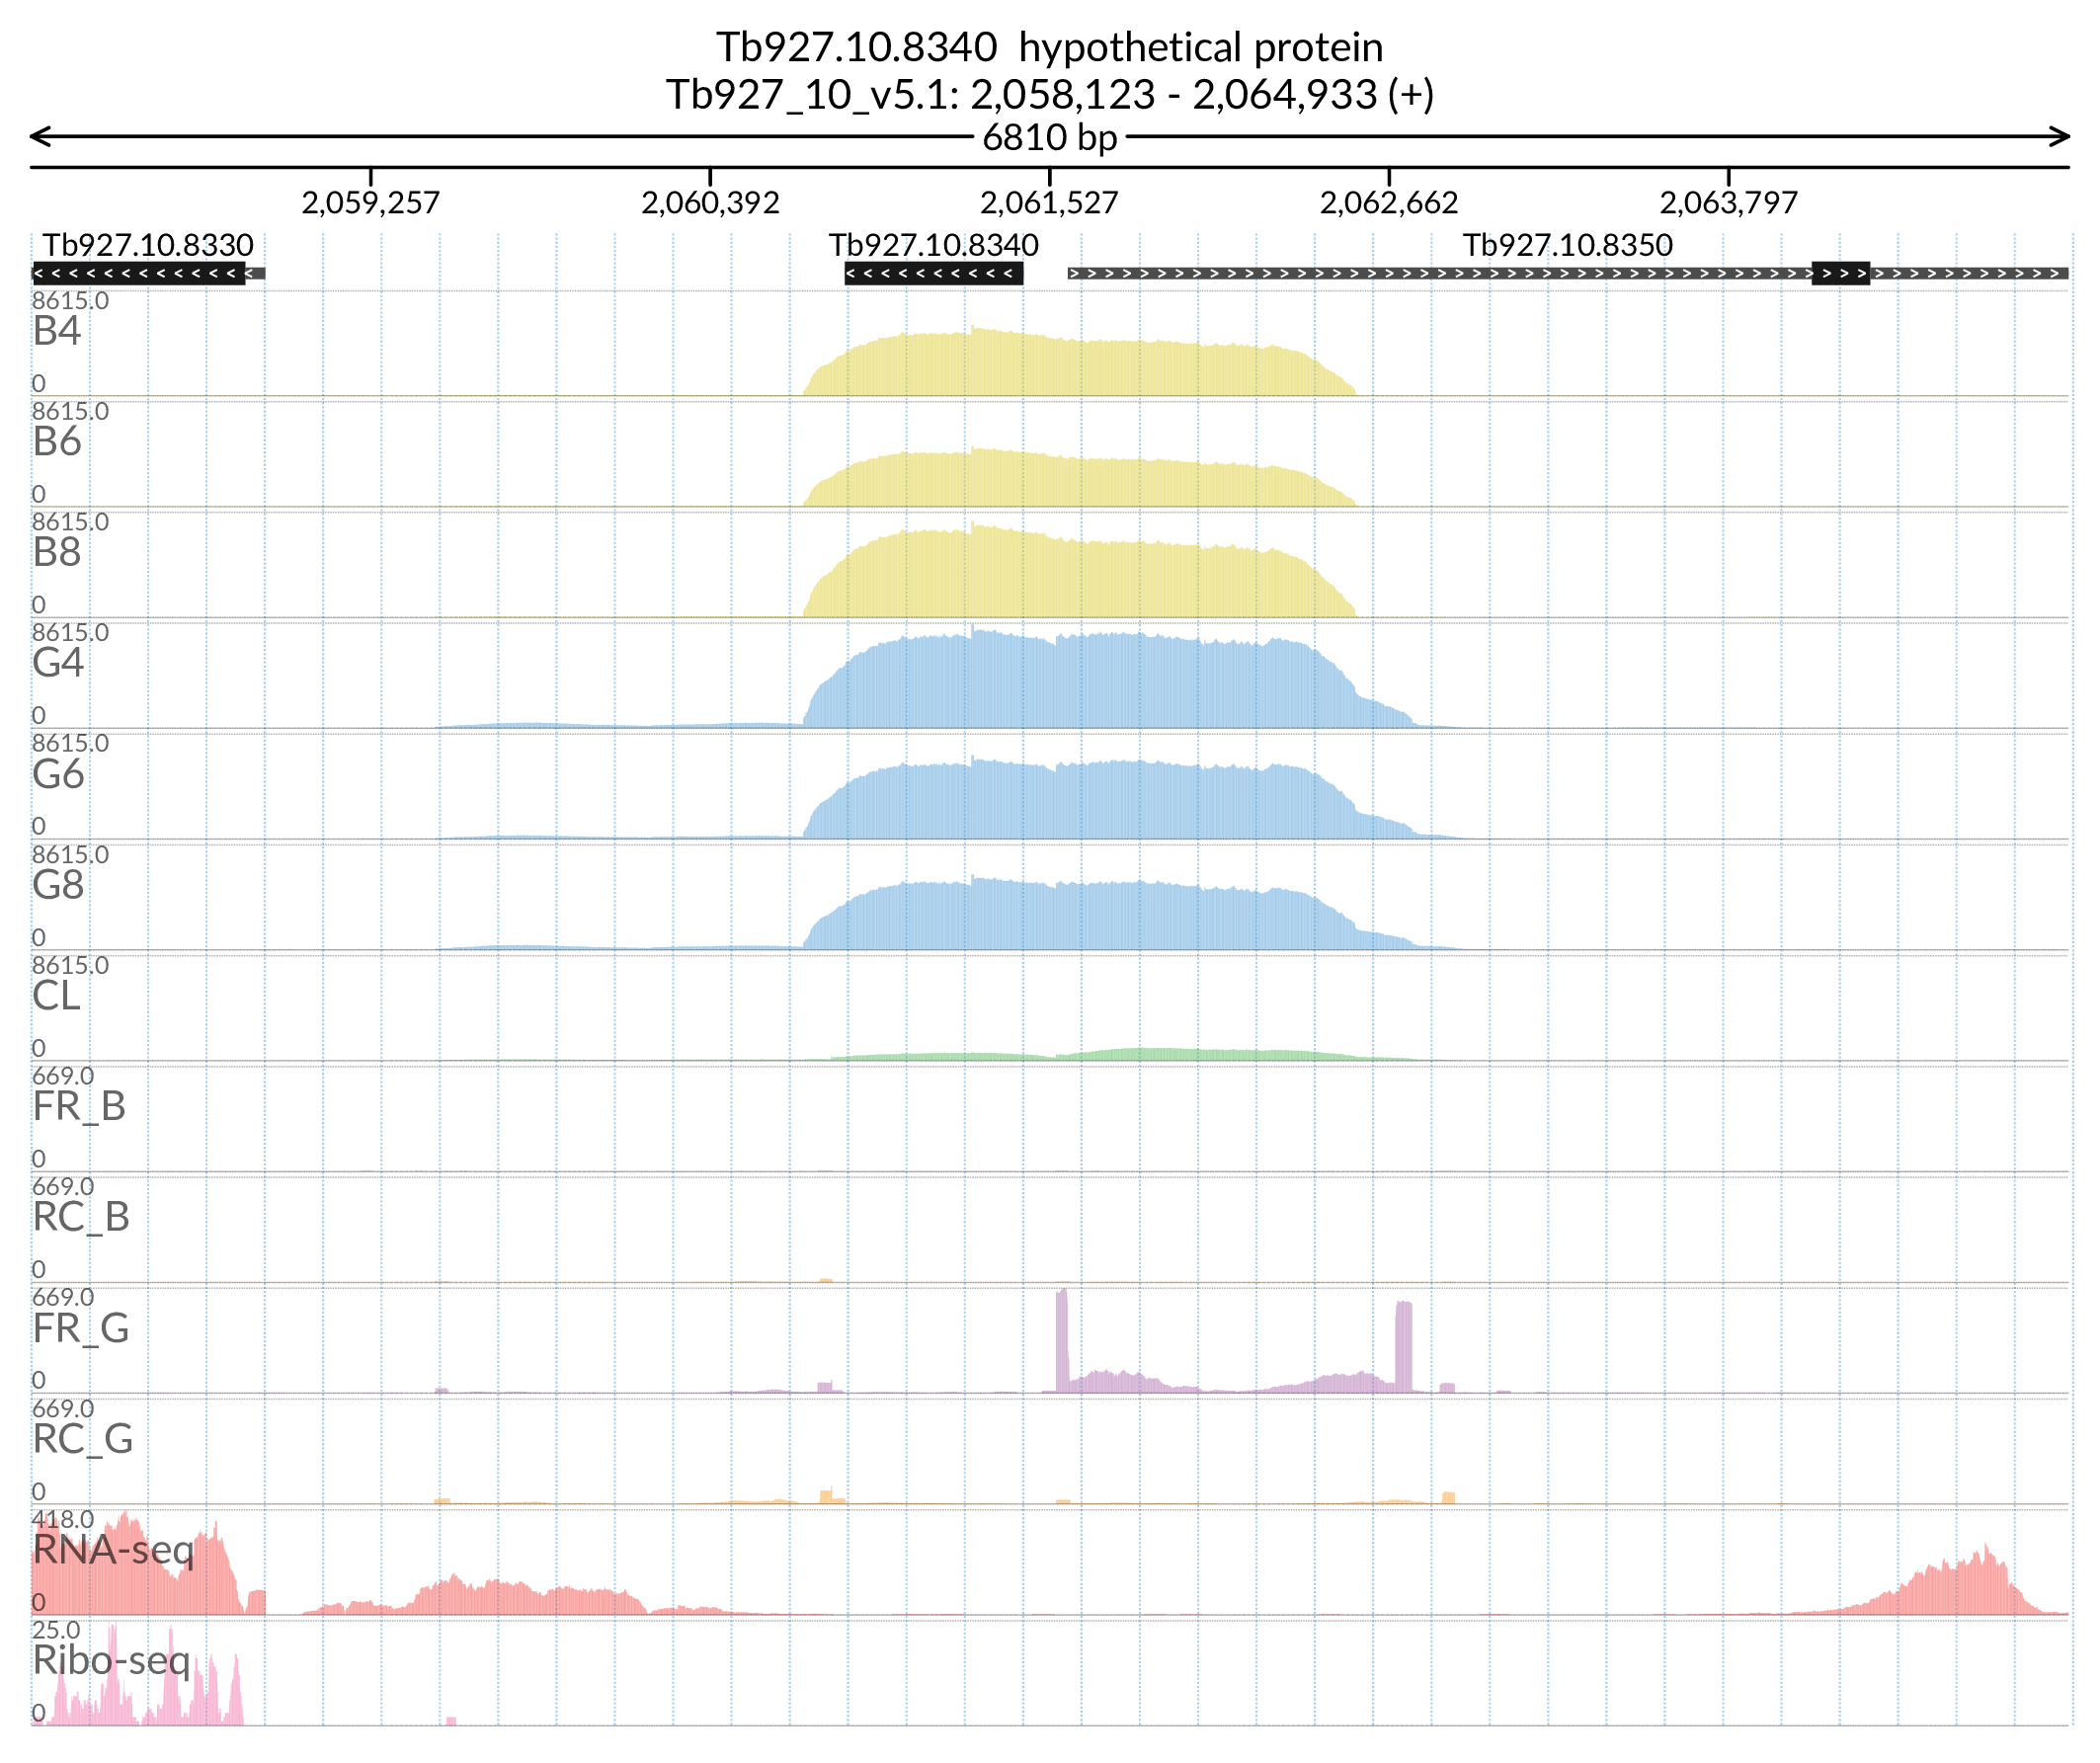 Tb927.10.8340 hypothetical protein
Tb927_10_v5.1: 2,058,123 - 2,064,933 (+)
6810 bp
2,059,257 2,060,392 2,061,527 2,062,662 2,063,797
Tb927.10.8330 Tb927.10.8340 Tb927.10.8350
8615.0
B4
0
8615.0
B6
0
8615.0
B8
0
8615.0
G4
0
8615.0
G6
0
8615.0
G8
0
8615.0
CL
0
669.0
FR_B
0
669.0
RC_B
0
669.0
FR_G
0
669.0
RC_G
0
418.0
RNA-seq
0
25.0
Ribo-seq
0